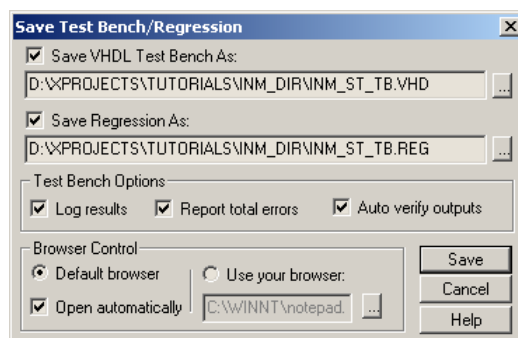 Save Test Bench/Regression
Save VHDL Test Bench As:
D:\XPROJECTS\TUTORIALS\INM_DIR\INM_ST_TB.VHD
...
Save Regression As:
D:\XPROJECTS\TUTORIALS\INM_DIR\INM_ST_TB.REG
...
Test Bench Options
Log results Report total errors Auto verify outputs
Browser Control
Default browser Use your browser:
Open automatically C:\WINNT\notepad. ...
Save
Cancel
Help